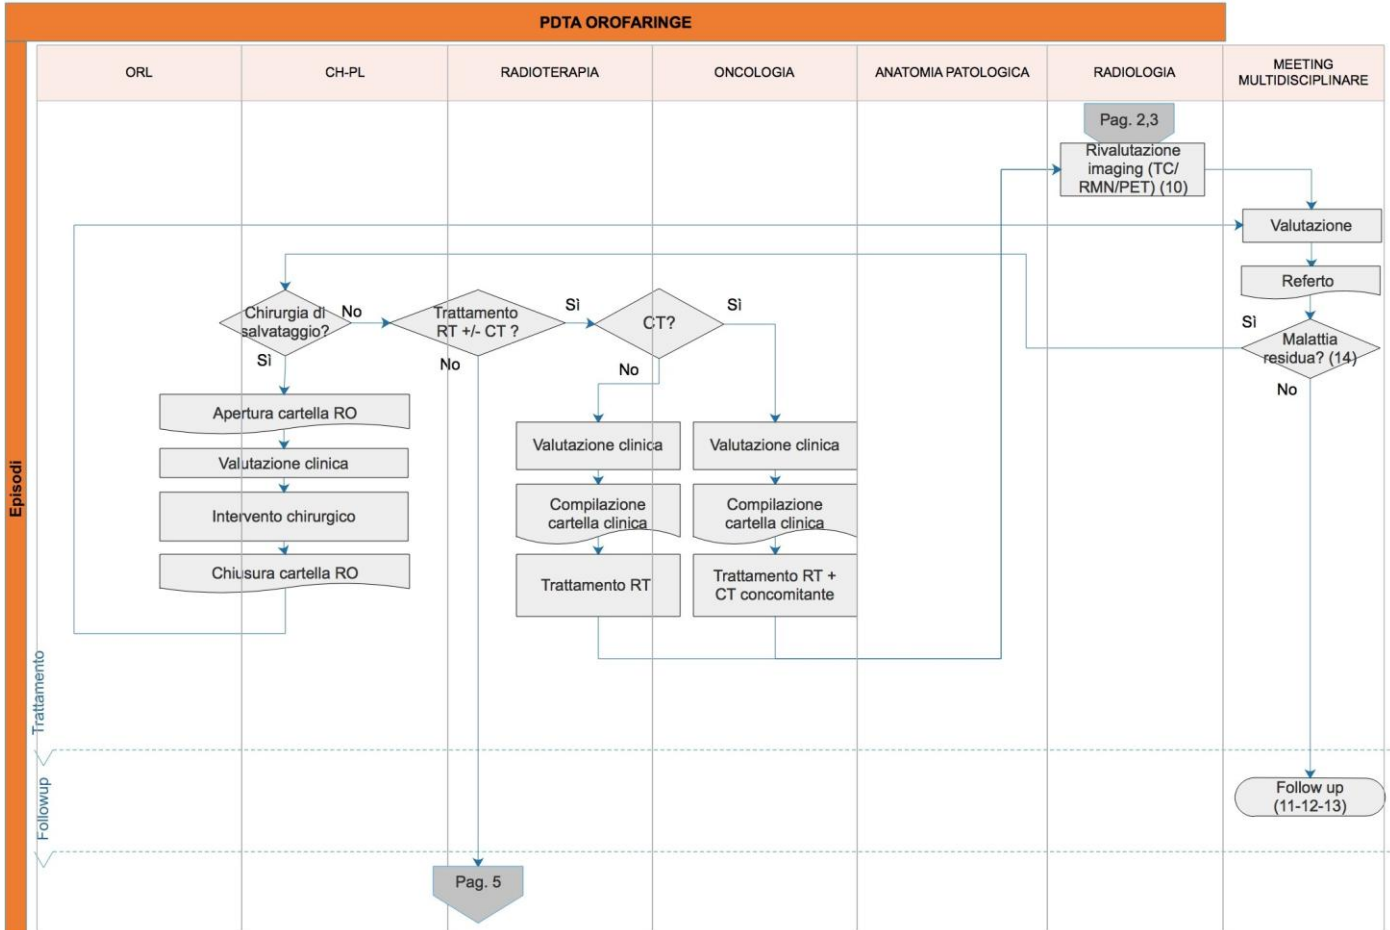 PDTA OROFARINGE
Episodi
ORL
CH-PL
RADIOTERAPIA
ONCOLOGIA
ANATOMIA PATOLOGICA
RADIOLOGIA
MEETING
MULTIDISCIPLINARE
Pag. 2,3
Rivalutazione
imaging (TC/
RMN/PET) (10)
Valutazione
Referto
Sì
Malattia
residua? (14)
No
Chirurgia di
salvataggio?
No
Sì
Trattamento
RT +/- CT ?
Sì
No
CT?
Sì
No
Apertura cartella RO
Valutazione clinica
Intervento chirurgico
Chiusura cartella RO
Valutazione clinica
Compilazione
cartella clinica
Trattamento RT
Valutazione clinica
Compilazione
cartella clinica
Trattamento RT +
CT concomitante
Trattamento
Followup
Follow up
(11-12-13)
Pag. 5